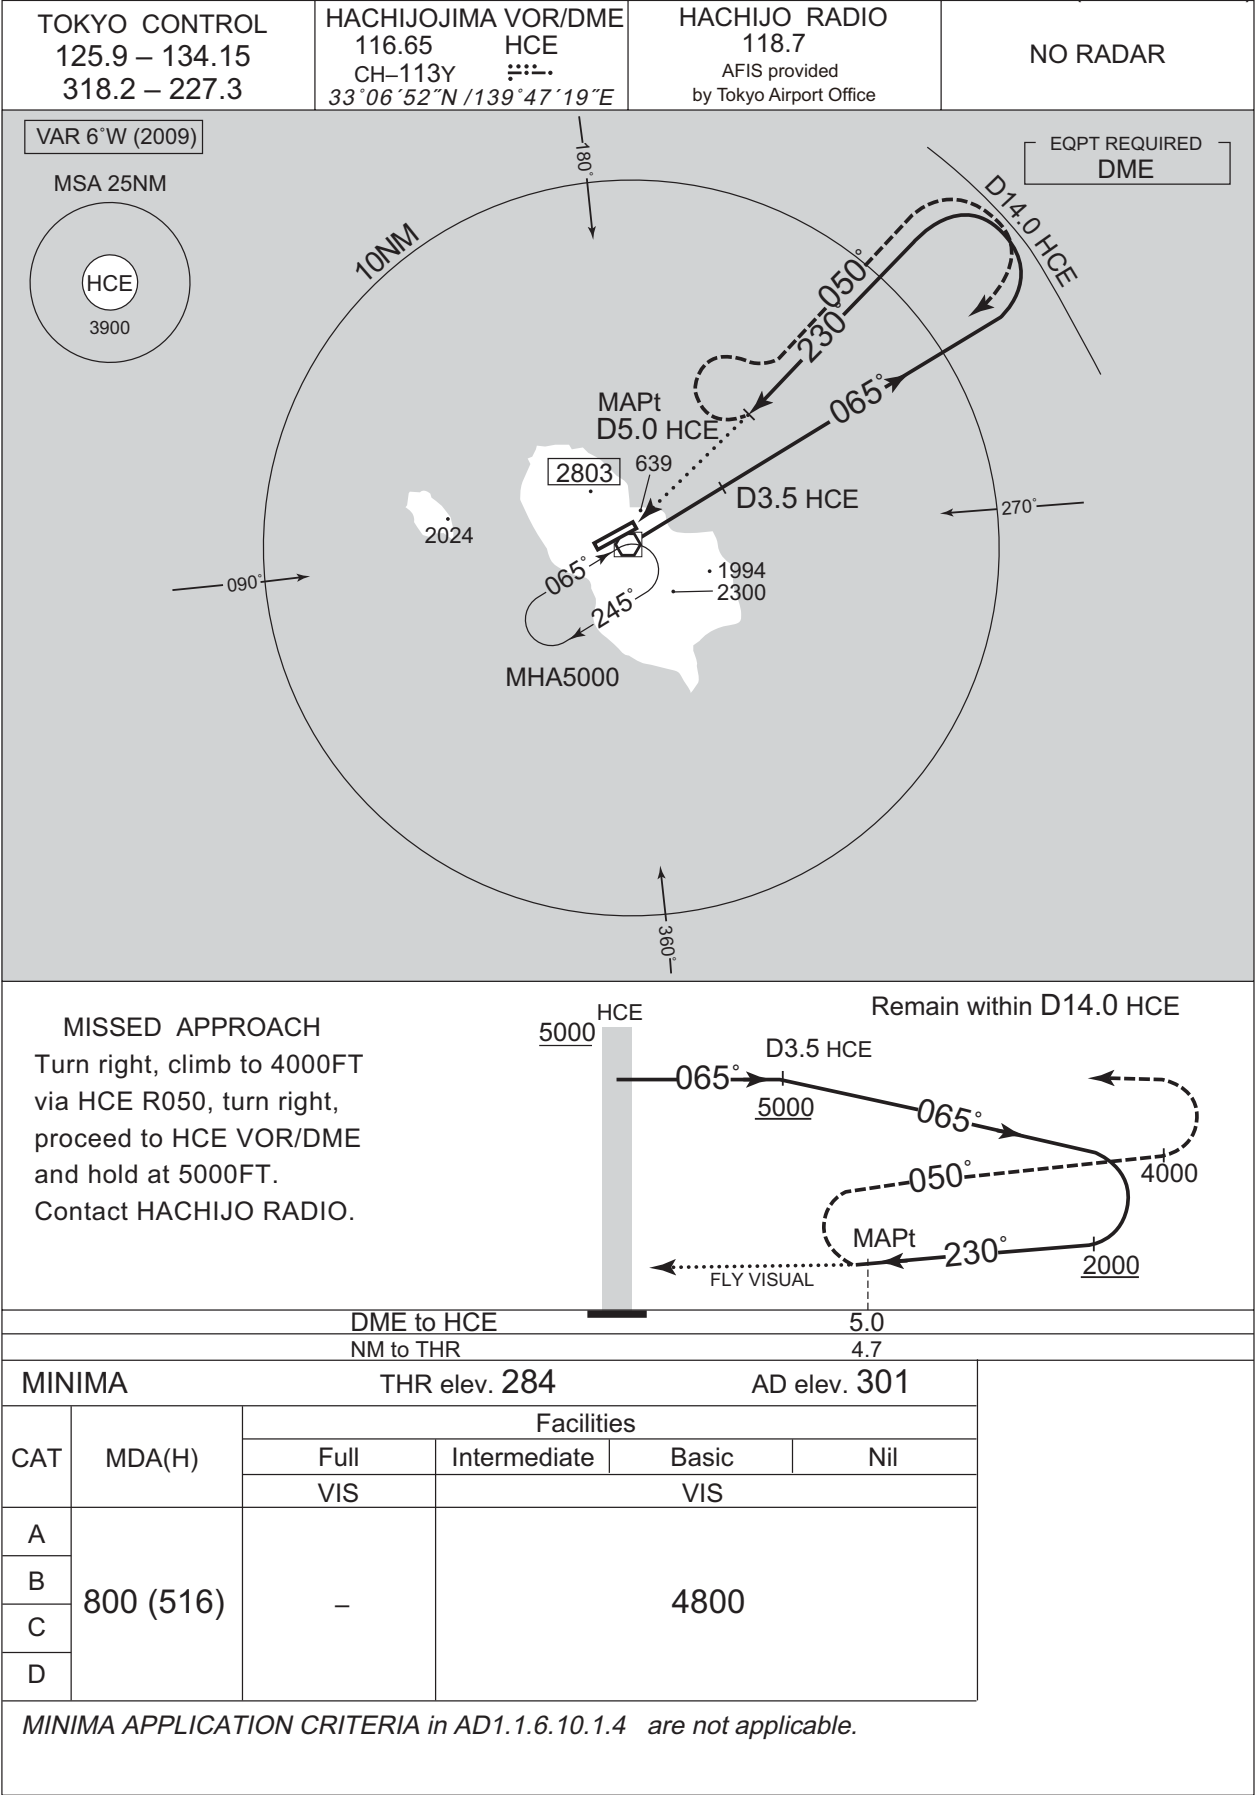 TOKYO CONTROL
125.9 – 134.15
318.2 – 227.3
HACHIJOJIMA VOR/DME
116.65 HCE
CH–113Y
33°06´52˝N /139°47´19˝E
HACHIJO RADIO
118.7
AFIS provided
by Tokyo Airport Office
NO RADAR
VAR 6°W (2009)
MSA 25NM
HCE
3900
EQPT REQUIRED
DME
180°
10NM
D14.0 HCE
050°
230°
065°
MAPt
D5.0 HCE
2803
639
D3.5 HCE
2024
270°
090°
065°
245°
1994
2300
MHA5000
360°
MISSED APPROACH
Turn right, climb to 4000FT
via HCE R050, turn right,
proceed to HCE VOR/DME
and hold at 5000FT.
Contact HACHIJO RADIO.
HCE
5000
Remain within D14.0 HCE
D3.5 HCE
065°
5000
065°
050°
4000
MAPt
230°
2000
FLY VISUAL
DME to HCE 5.0
NM to THR 4.7
MINIMA THR elev. 284 AD elev. 301
CAT MDA(H) Facilities
Full Intermediate Basic Nil
VIS VIS
A
B
C
D
800 (516) – 4800
MINIMA APPLICATION CRITERIA in AD1.1.6.10.1.4 are not applicable.